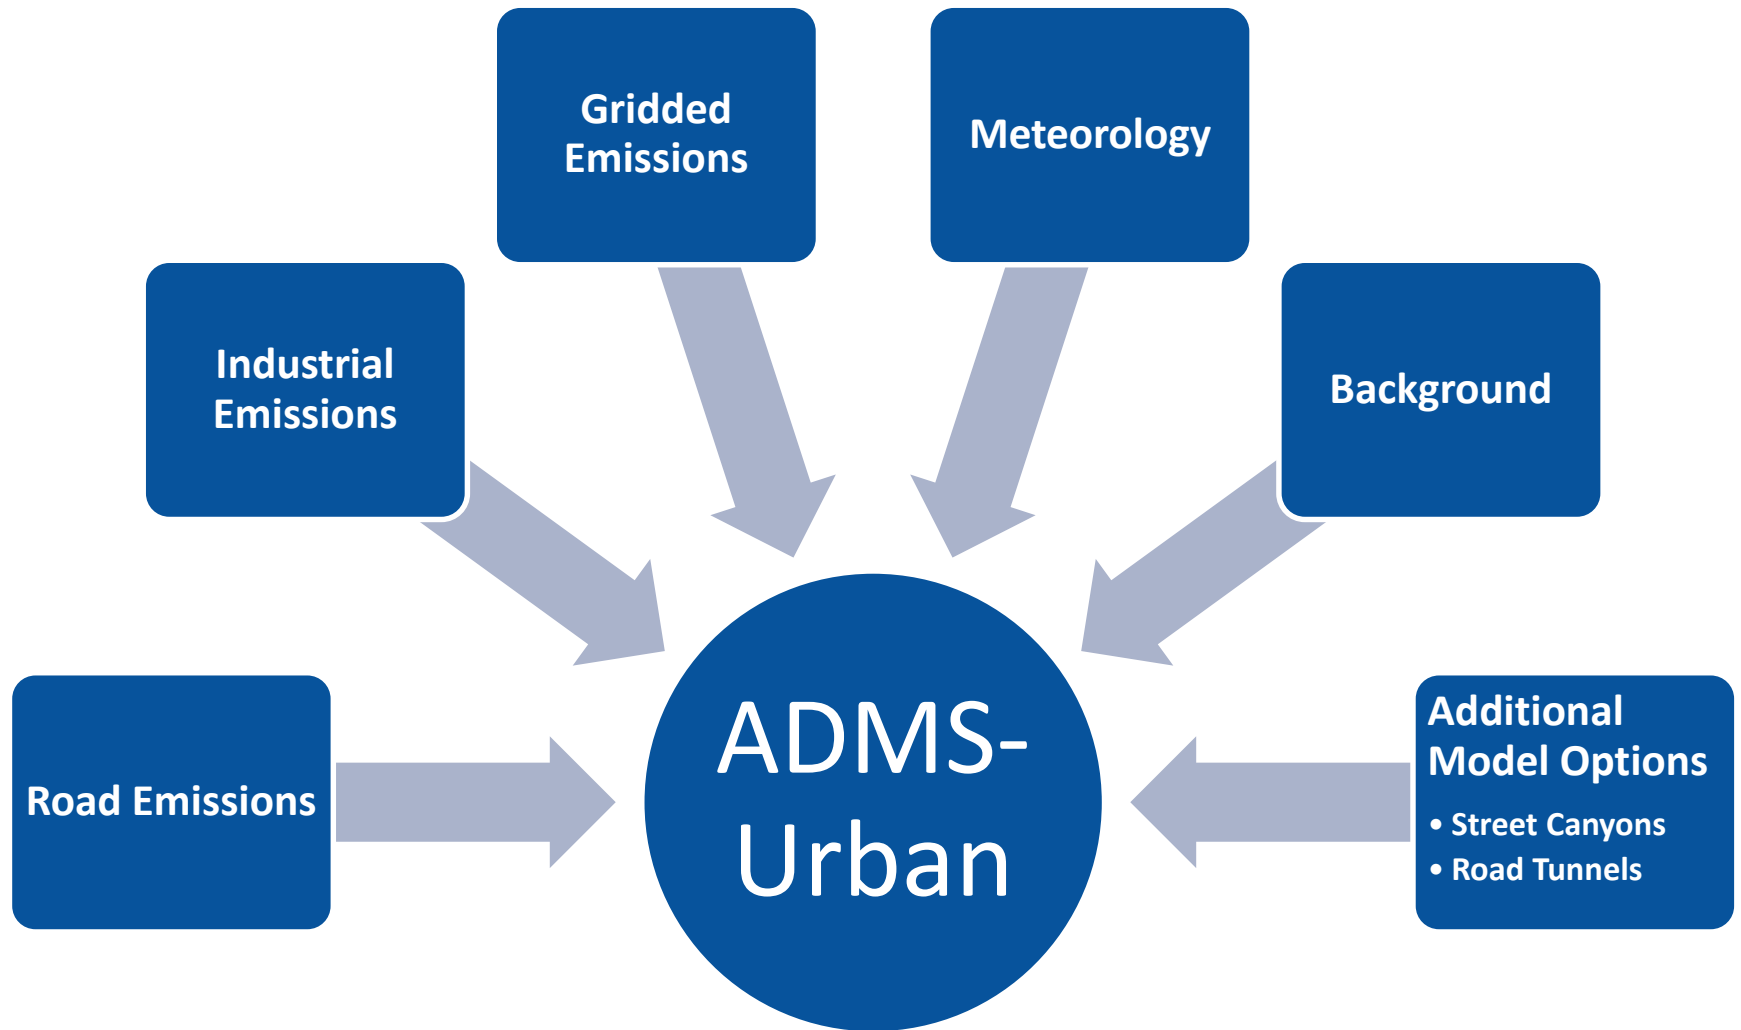 Gridded
Emissions
Meteorology
Industrial
Emissions
Background
Road Emissions
ADMS-
Urban
Additional
Model Options
• Street Canyons
• Road Tunnels